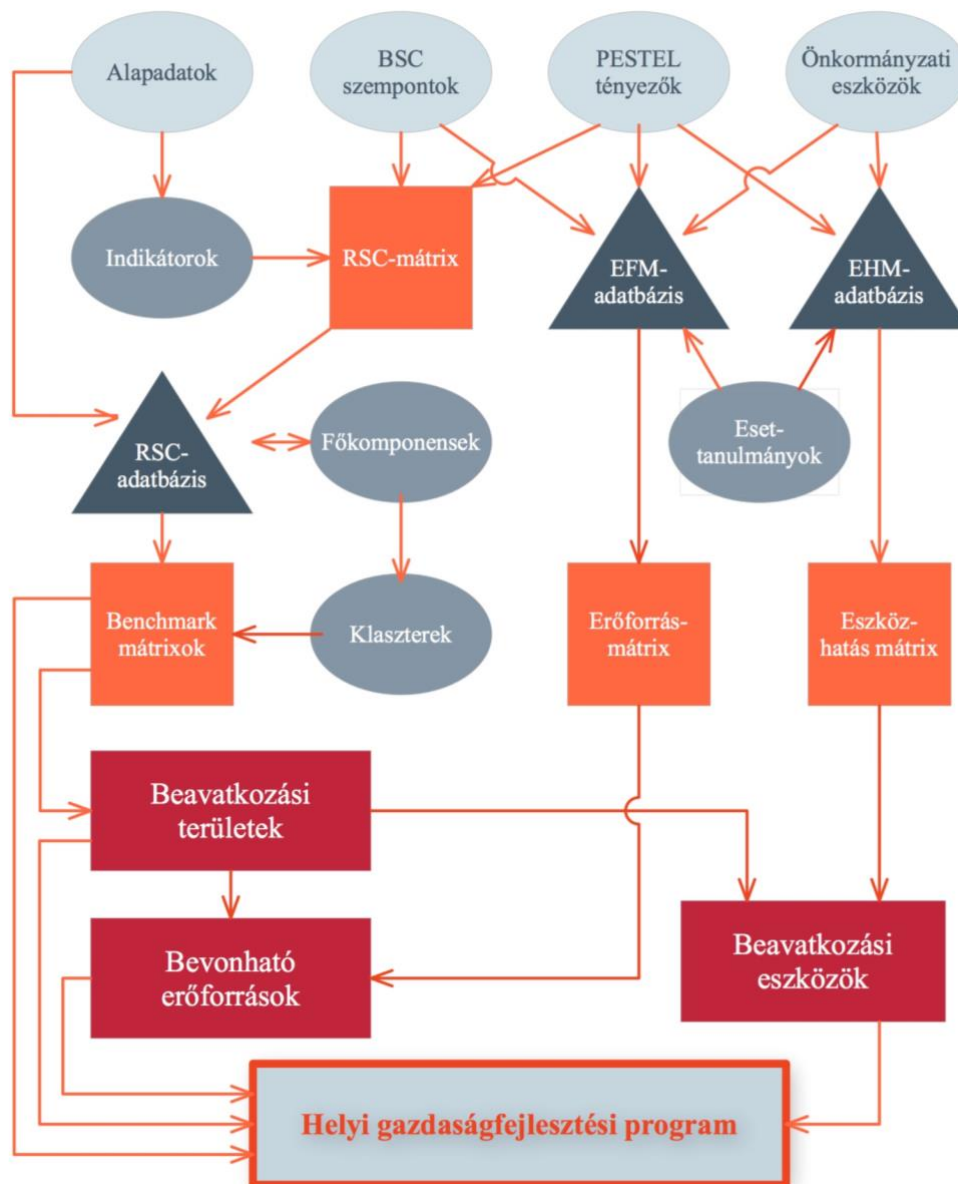 Alapadatok
BSC
szempontok
PESTEL
tényezők
Önkormányzati
eszközök
Indikátorok
RSC-mátrix
EFM-
adatbázis
EHM-
adatbázis
RSC-
adatbázis
Főkomponensek
Eset-
tanulmányok
Benchmark
mátrixok
Klaszterek
Erőforrás-
mátrix
Eszköz-
hatás mátrix
Beavatkozási
területek
Bevonható
erőforrások
Beavatkozási
eszközök
Helyi gazdaságfejlesztési program